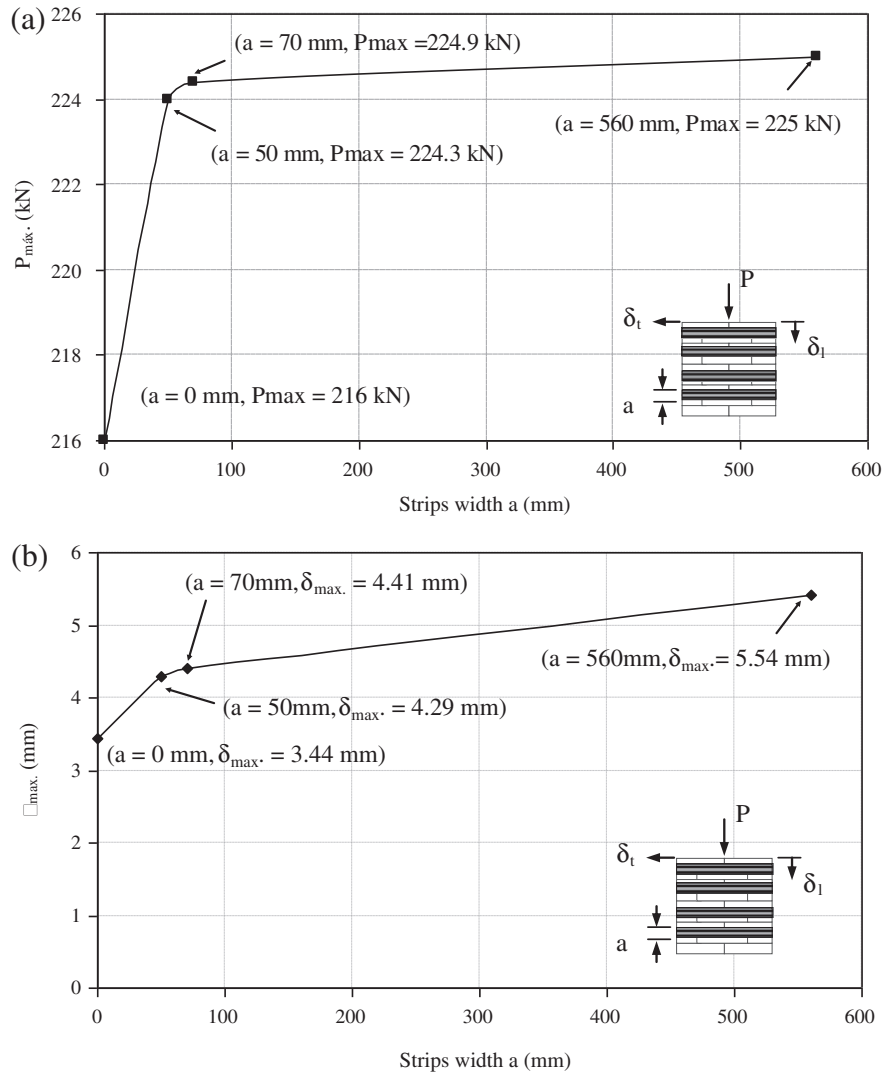 (a)
226
224
222
220
218
216
Pmáx. (kN)
(a = 70 mm, Pmax =224.9 kN)
(a = 50 mm, Pmax = 224.3 kN)
(a = 560 mm, Pmax = 225 kN)
(a = 0 mm, Pmax = 216 kN)
P
δt
δl
a
0 100 200 300 400 500 600
Strips width a (mm)
(b)
6
5
4
3
2
1
0
□max. (mm)
(a = 70mm, δmax. = 4.41 mm)
(a = 560mm, δmax. = 5.54 mm)
(a = 50mm, δmax. = 4.29 mm)
(a = 0 mm, δmax. = 3.44 mm)
P
δt
δl
a
0 100 200 300 400 500 600
Strips width a (mm)